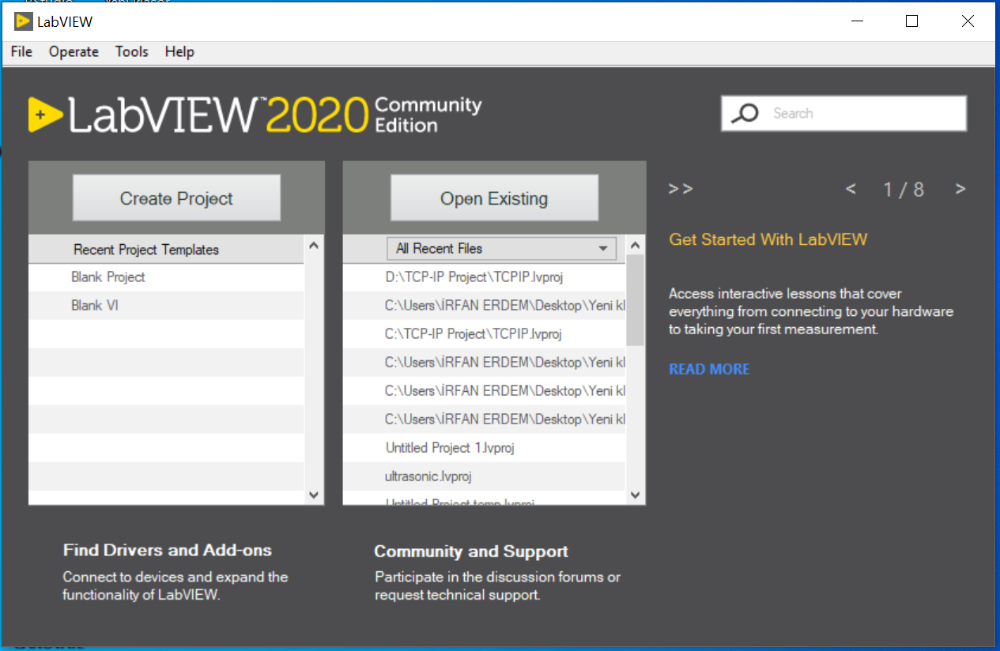 LabVIEW
File Operate Tools Help
LabVIEW™ 2020 Community
Edition
Search
Create Project
Recent Project Templates
Blank Project
Blank VI
Open Existing
All Recent Files
D:\TCP-IP Project\TCPIP.lvproj
C:\Users\İRFAN ERDEM\Desktop\Yeni kl
C:\TCP-IP Project\TCPIP.lvproj
C:\Users\İRFAN ERDEM\Desktop\Yeni kl
C:\Users\İRFAN ERDEM\Desktop\Yeni kl
C:\Users\İRFAN ERDEM\Desktop\Yeni kl
Untitled Project 1.lvproj
ultrasonic.lvproj
Untitled Project temp.lvproj
>> < 1 / 8 >
Get Started With LabVIEW
Access interactive lessons that cover
everything from connecting to your hardware
to taking your first measurement.
READ MORE
Find Drivers and Add-ons
Connect to devices and expand the
functionality of LabVIEW.
Community and Support
Participate in the discussion forums or
request technical support.